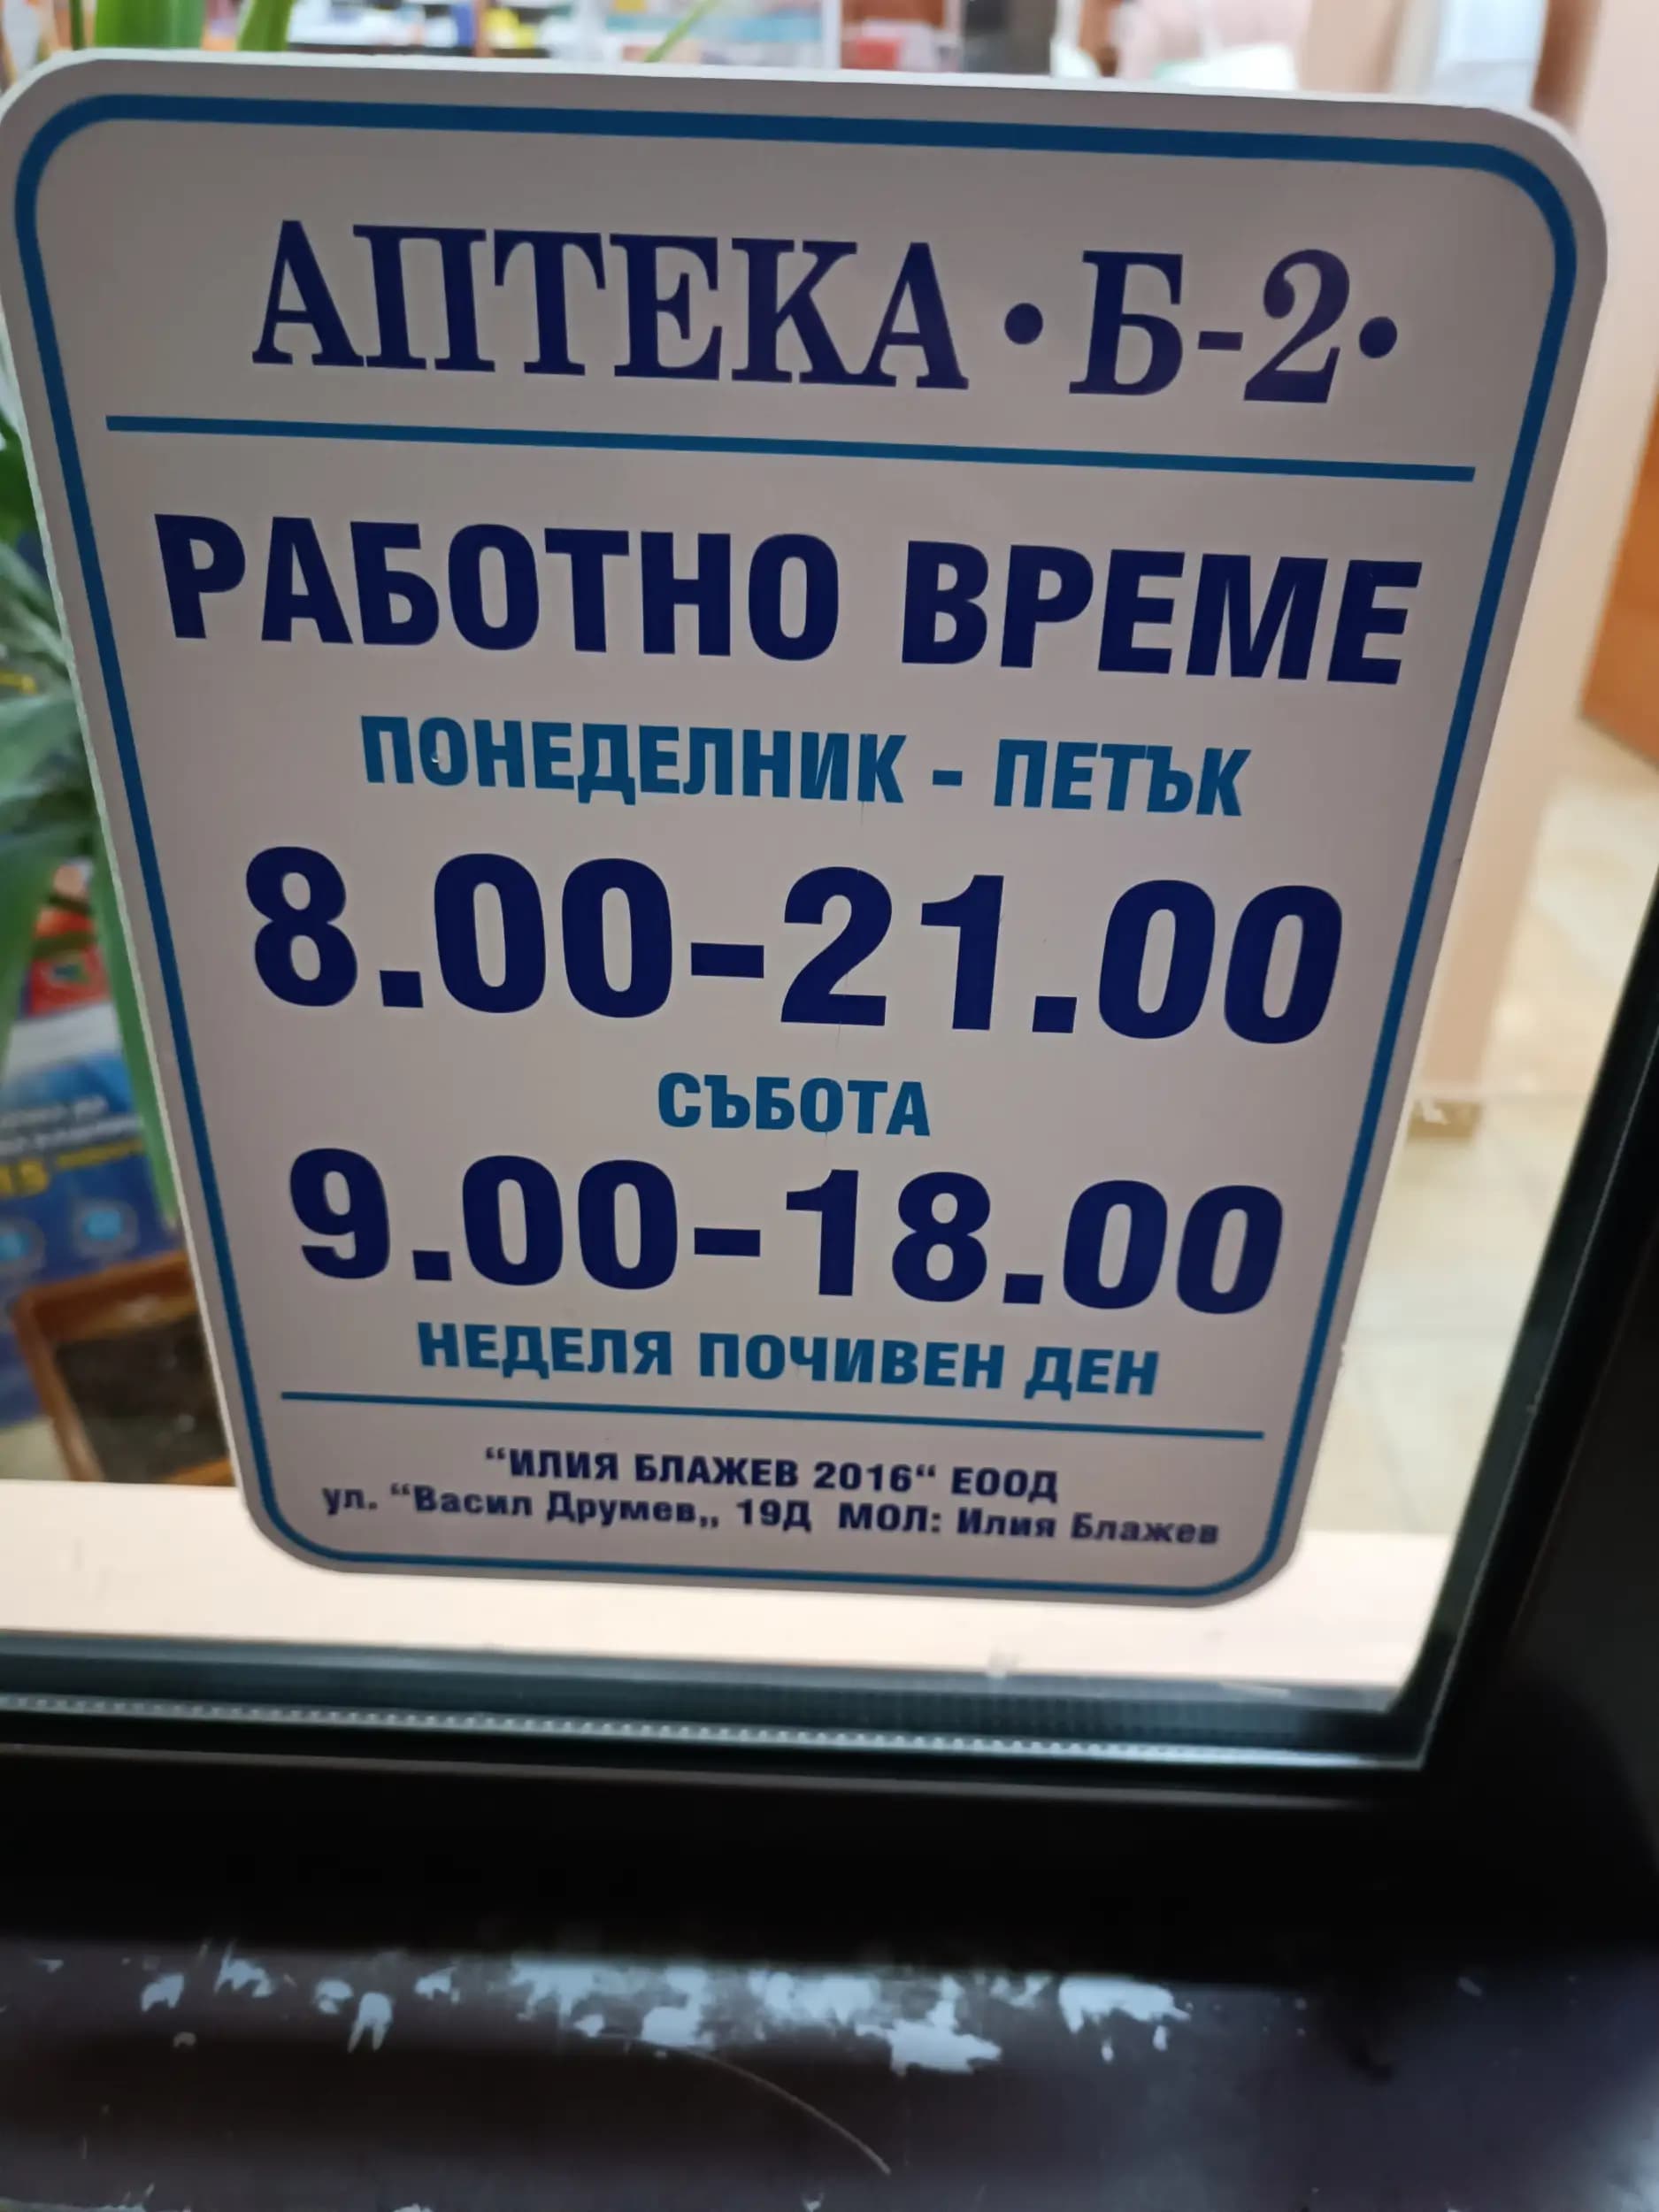 АПТЕКА •Б-2•
РАБОТНО ВРЕМЕ
ПОНЕДЕЛНИК - ПЕТЪК
8.00-21.00
СЪБОТА
9.00-18.00
НЕДЕЛЯ ПОЧИВЕН ДЕН
“ИЛИЯ БЛАЖЕВ 2016“ ЕООД
ул. “Васил Друмев„ 19Д МОЛ: Илия Блажев